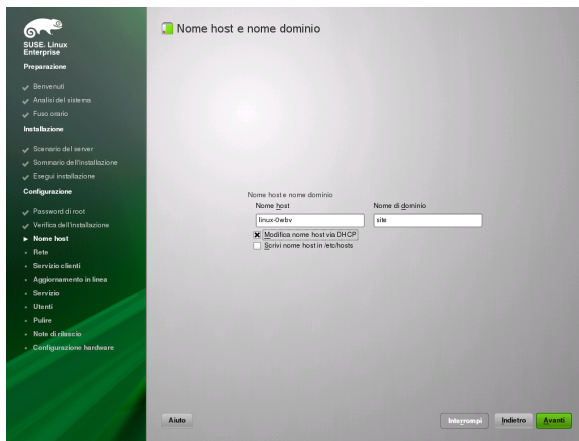 SUSE. Linux
Enterprise
Preparazione
Benvenuti
Analisi del sistema
Fuso orario
Installazione
Scenario del server
Sommario dell'installazione
Esegui installazione
Configurazione
Password di root
Verifica dell'installazione
Nome host
Rete
Servizio clienti
Aggiornamento in linea
Servizio
Utenti
Pulire
Note di rilascio
Configurazione hardware
Nome host e nome dominio
Nome host e nome dominio
Nome host
Nome di dominio
linux-0wbv
site
Modifica nome host via DHCP
Scrivi nome host in /etc/hosts
Aiuto
Interrompi
Indietro
Avanti